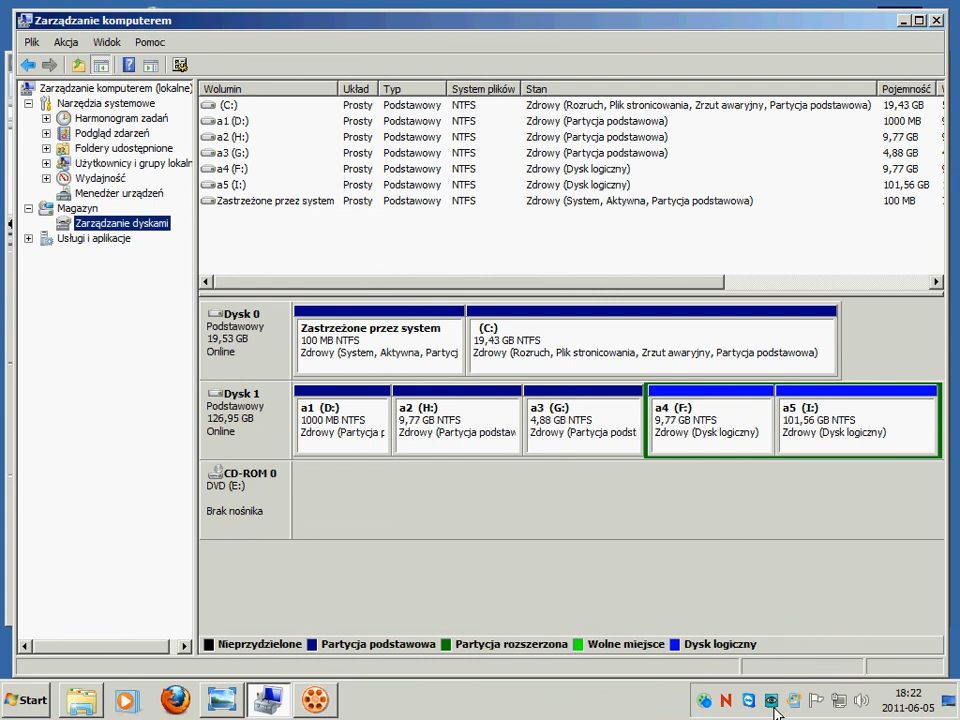 Zarządzanie komputerem
Plik Akcja Widok Pomoc
Zarządzanie komputerem (lokalne)
Narzędzia systemowe
Harmonogram zadań
Podgląd zdarzeń
Foldery udostępnione
Użytkownicy i grupy lokaln
Wydajność
Menedżer urządzeń
Magazyn
Zarządzanie dyskami
Usługi i aplikacje
Wolumin Układ Typ System plików Stan Pojemność
(C:) Prosty Podstawowy NTFS Zdrowy (Rozruch, Plik stronicowania, Zrzut awaryjny, Partycja podstawowa) 19,43 GB
a1 (D:) Prosty Podstawowy NTFS Zdrowy (Partycja podstawowa) 1000 MB
a2 (H:) Prosty Podstawowy NTFS Zdrowy (Partycja podstawowa) 9,77 GB
a3 (G:) Prosty Podstawowy NTFS Zdrowy (Partycja podstawowa) 4,88 GB
a4 (F:) Prosty Podstawowy NTFS Zdrowy (Dysk logiczny) 9,77 GB
a5 (I:) Prosty Podstawowy NTFS Zdrowy (Dysk logiczny) 101,56 GB
Zastrzeżone przez system Prosty Podstawowy NTFS Zdrowy (System, Aktywna, Partycja podstawowa) 100 MB
Dysk 0
Podstawowy
19,53 GB
Online
Zastrzeżone przez system
100 MB NTFS
Zdrowy (System, Aktywna, Partycj
(C:)
19,43 GB NTFS
Zdrowy (Rozruch, Plik stronicowania, Zrzut awaryjny, Partycja podstawowa)
Dysk 1
Podstawowy
126,95 GB
Online
a1 (D:)
1000 MB NTFS
Zdrowy (Partycja p
a2 (H:)
9,77 GB NTFS
Zdrowy (Partycja podstaw
a3 (G:)
4,88 GB NTFS
Zdrowy (Partycja podst
a4 (F:)
9,77 GB NTFS
Zdrowy (Dysk logiczny)
a5 (I:)
101,56 GB NTFS
Zdrowy (Dysk logiczny)
CD-ROM 0
DVD (E:)
Brak nośnika
Nieprzydzielone Partycja podstawowa Partycja rozszerzona Wolne miejsce Dysk logiczny
Start
N
18:22
2011-06-05